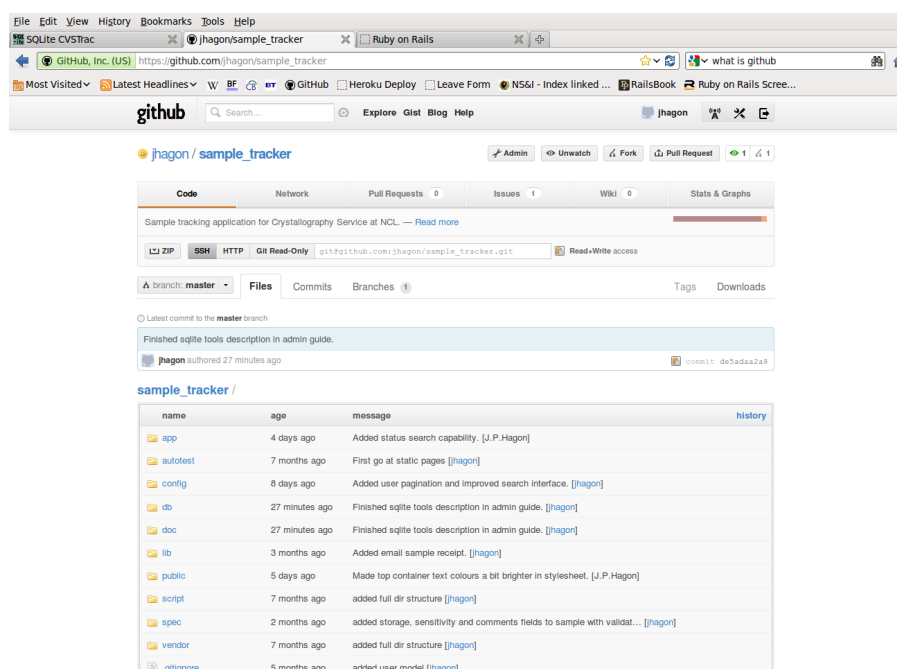 File Edit View History Bookmarks Tools Help
SQLite CVSTrac jhagon/sample_tracker Ruby on Rails
GitHub, Inc. (US) https://github.com/jhagon/sample_tracker what is github
Most Visited Latest Headlines W BF BT GitHub Heroku Deploy Leave Form NS&I - Index linked ... RailsBook Ruby on Rails Scree...
github Search... Explore Gist Blog Help jhagon
jhagon / sample_tracker Admin Unwatch Fork Pull Request 1 1
Code Network Pull Requests 0 Issues 1 Wiki 0 Stats & Graphs
Sample tracking application for Crystallography Service at NCL. — Read more
ZIP SSH HTTP Git Read-Only git@github.com:jhagon/sample_tracker.git Read+Write access
branch: master Files Commits Branches 1 Tags Downloads
Latest commit to the master branch
Finished sqlite tools description in admin guide.
jhagon authored 27 minutes ago commit de5adaa2a8
sample_tracker /
name age message history
app 4 days ago Added status search capability. [J.P.Hagon]
autotest 7 months ago First go at static pages [jhagon]
config 8 days ago Added user pagination and improved search interface. [jhagon]
db 27 minutes ago Finished sqlite tools description in admin guide. [jhagon]
doc 27 minutes ago Finished sqlite tools description in admin guide. [jhagon]
lib 3 months ago Added email sample receipt. [jhagon]
public 5 days ago Made top container text colours a bit brighter in stylesheet. [J.P.Hagon]
script 7 months ago added full dir structure [jhagon]
spec 2 months ago added storage, sensitivity and comments fields to sample with validat... [jhagon]
vendor 7 months ago added full dir structure [jhagon]
.gitignore 5 months ago added user model [jhagon]